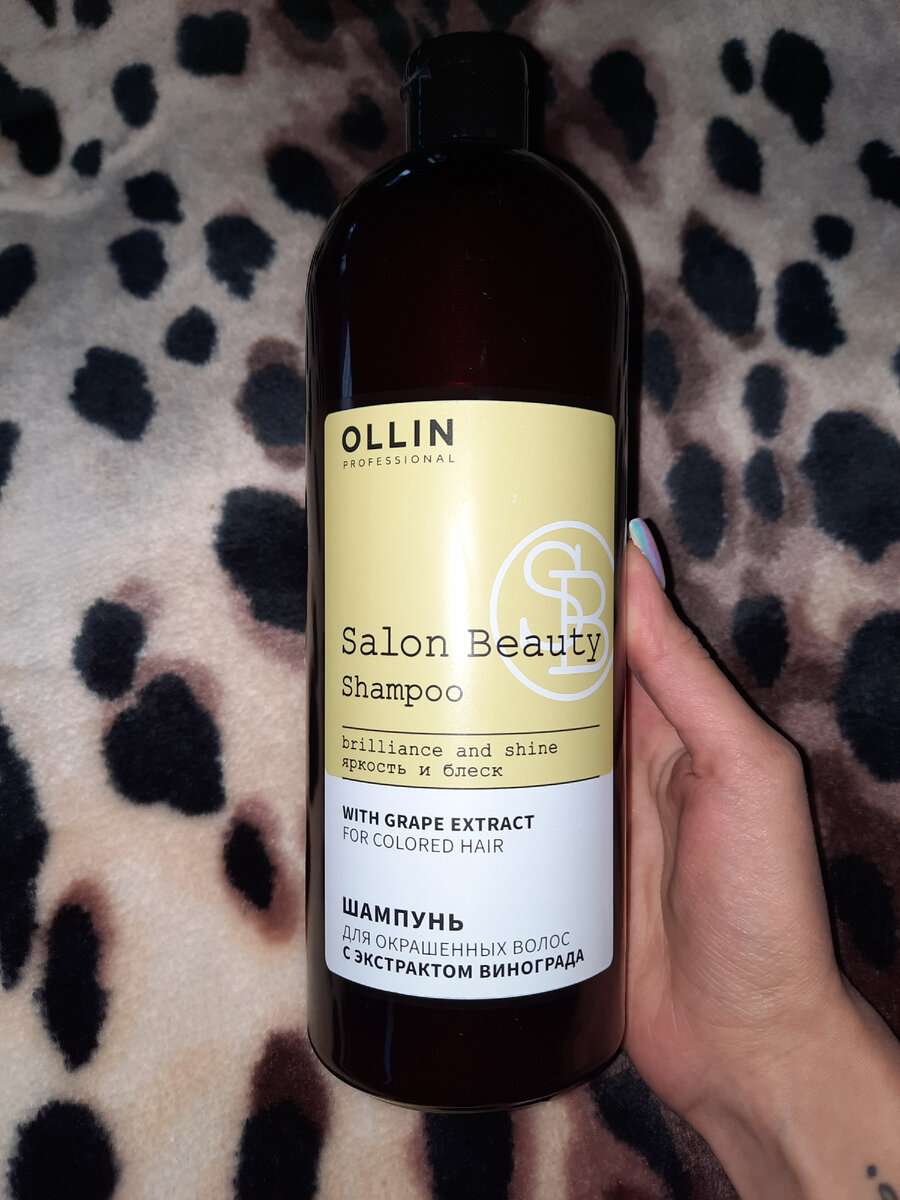 OLLIN
PROFESSIONAL
SB
Salon Beauty
Shampoo
brilliance and shine
яркость и блеск
WITH GRAPE EXTRACT
FOR COLORED HAIR
ШАМПУНЬ
ДЛЯ ОКРАШЕННЫХ ВОЛОС
С ЭКСТРАКТОМ ВИНОГРАДА